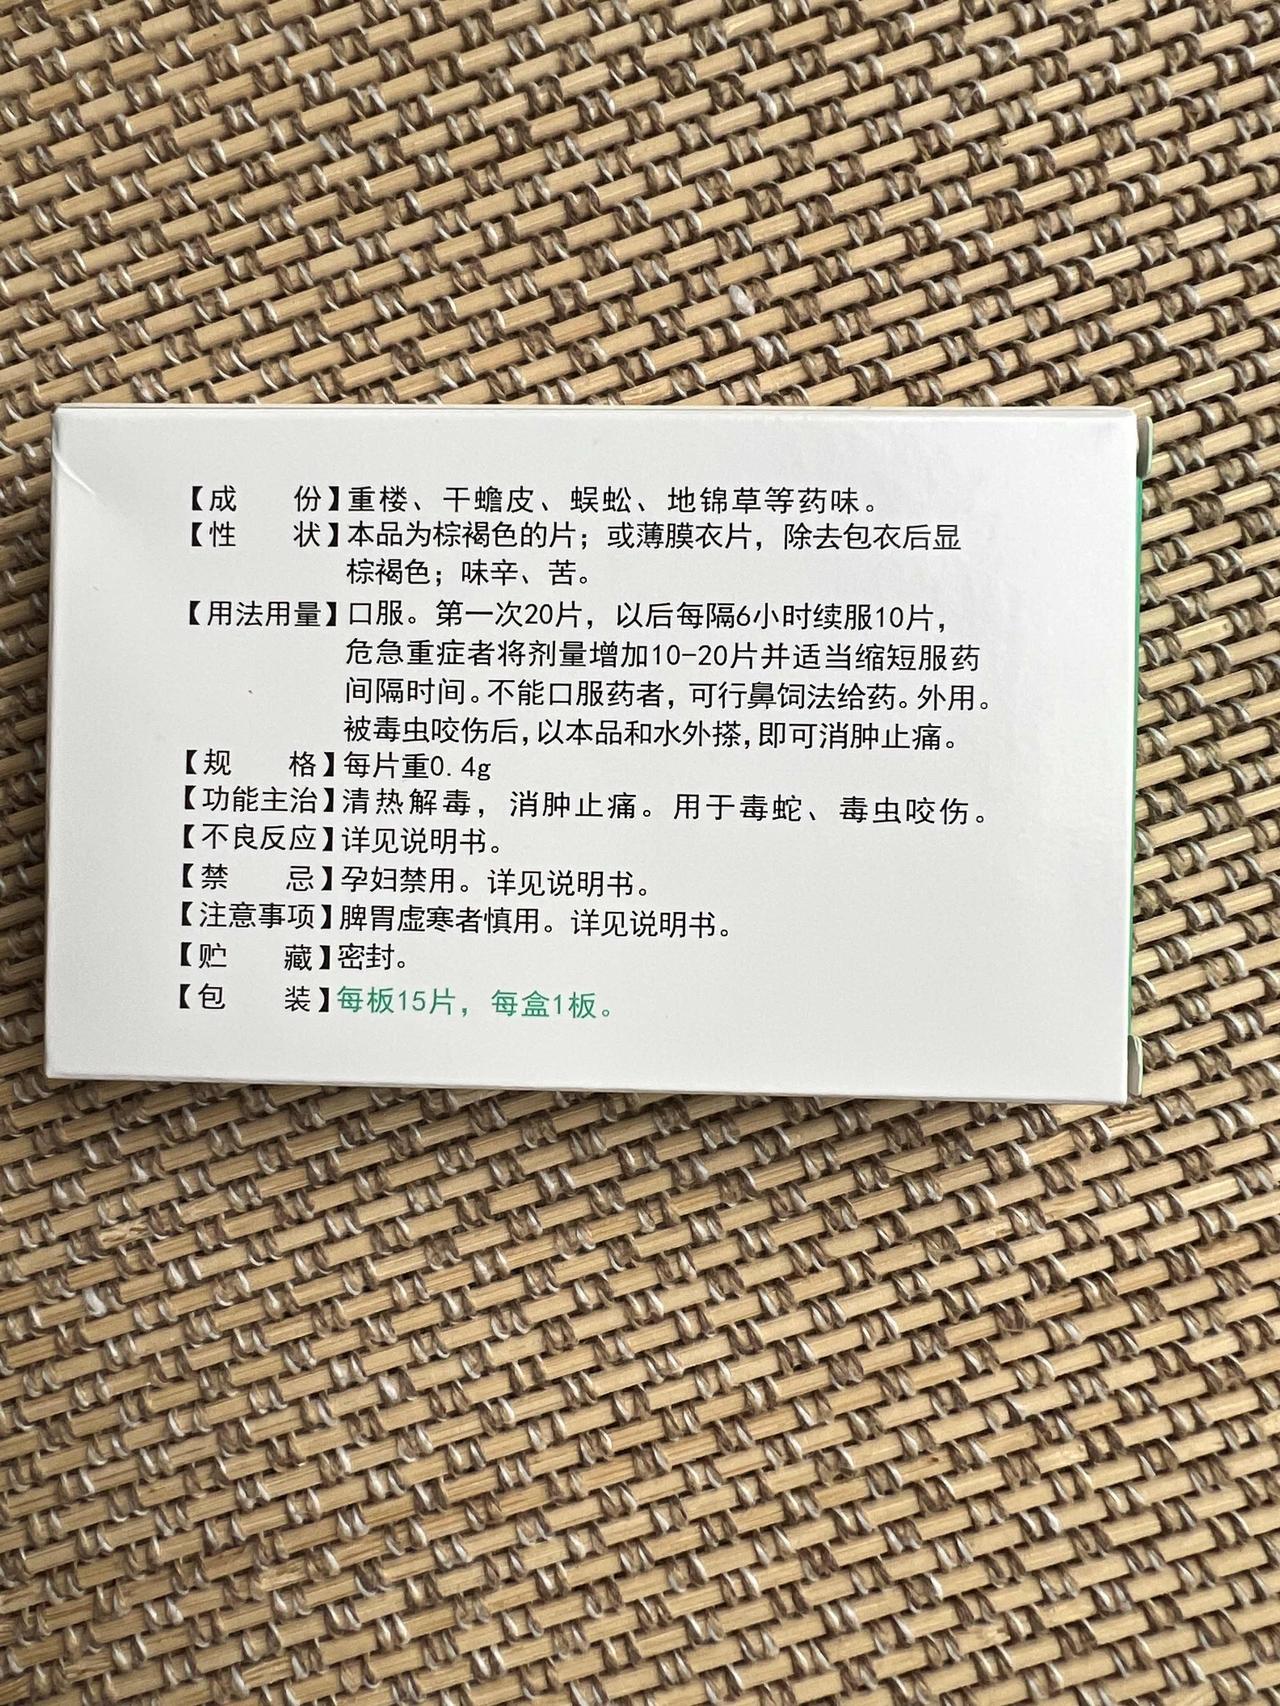 【成 份】重楼、干蟾皮、蜈蚣、地锦草等药味。
【性 状】本品为棕褐色的片；或薄膜衣片，除去包衣后显
棕褐色；味辛、苦。
【用法用量】口服。第一次20片，以后每隔6小时续服10片，
危急重症者将剂量增加10-20片并适当缩短服药
间隔时间。不能口服药者，可行鼻饲法给药。外用。
被毒虫咬伤后，以本品和水外搽，即可消肿止痛。
【规 格】每片重0.4g
【功能主治】清热解毒，消肿止痛。用于毒蛇、毒虫咬伤。
【不良反应】详见说明书。
【禁 忌】孕妇禁用。详见说明书。
【注意事项】脾胃虚寒者慎用。详见说明书。
【贮 藏】密封。
【包 装】每板15片，每盒1板。